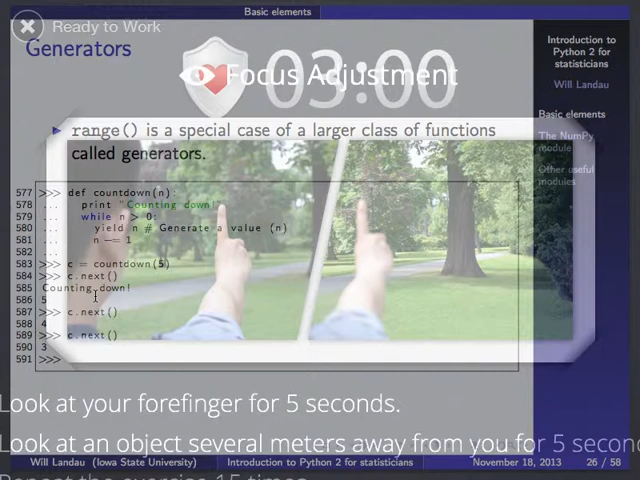 Basic elements
Ready to Work
Generators
Focus Adjustment
03:00
Introduction to
Python 2 for
statisticians
Will Landau
Basic elements
The NumPy
module
Other useful
modules
range() is a special case of a larger class of functions
called generators.
577 >>> def countdown(n):
578 ... print "Counting down!"
579 ... while n > 0:
580 ... yield n # Generate a value (n)
581 ... n -= 1
582 ...
583 >>> c = countdown(5)
584 >>> c.next()
585 Counting down!
586 5
587 >>> c.next()
588 4
589 >>> c.next()
590 3
591 >>>
Look at your forefinger for 5 seconds.
Look at an object several meters away from you for 5 secon
Will Landau (Iowa State University) Introduction to Python 2 for statisticians November 18, 2013 26 / 58
Repeat the exercise 15 times